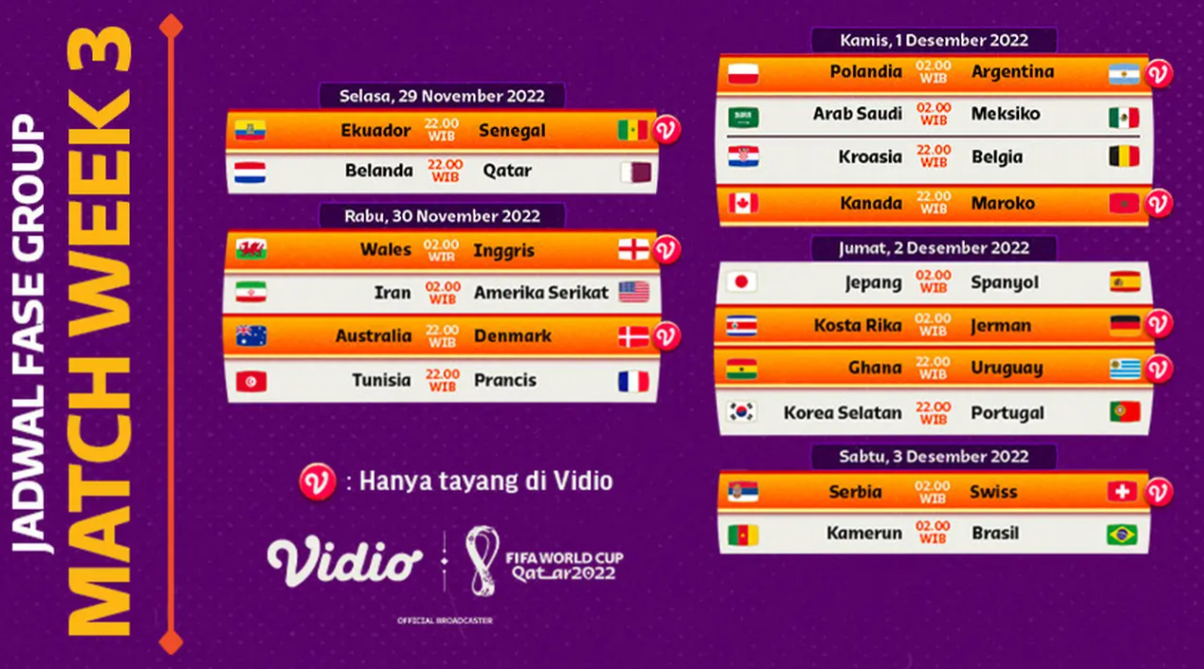 JADWAL FASE GROUP
MATCH WEEK 3
Selasa, 29 November 2022
Ekuador 22.00 WIB Senegal
Belanda 22.00 WIB Qatar
Rabu, 30 November 2022
Wales 02.00 WIB Inggris
Iran 02.00 WIB Amerika Serikat
Australia 22.00 WIB Denmark
Tunisia 22.00 WIB Prancis
: Hanya tayang di Vidio
Vidio
FIFA WORLD CUP
Qatar2022
OFFICIAL BROADCASTER
Kamis, 1 Desember 2022
Polandia 02.00 WIB Argentina
Arab Saudi 02.00 WIB Meksiko
Kroasia 22.00 WIB Belgia
Kanada 22.00 WIB Maroko
Jumat, 2 Desember 2022
Jepang 02.00 WIB Spanyol
Kosta Rika 02.00 WIB Jerman
Ghana 22.00 WIB Uruguay
Korea Selatan 22.00 WIB Portugal
Sabtu, 3 Desember 2022
Serbia 02.00 WIB Swiss
Kamerun 02.00 WIB Brasil